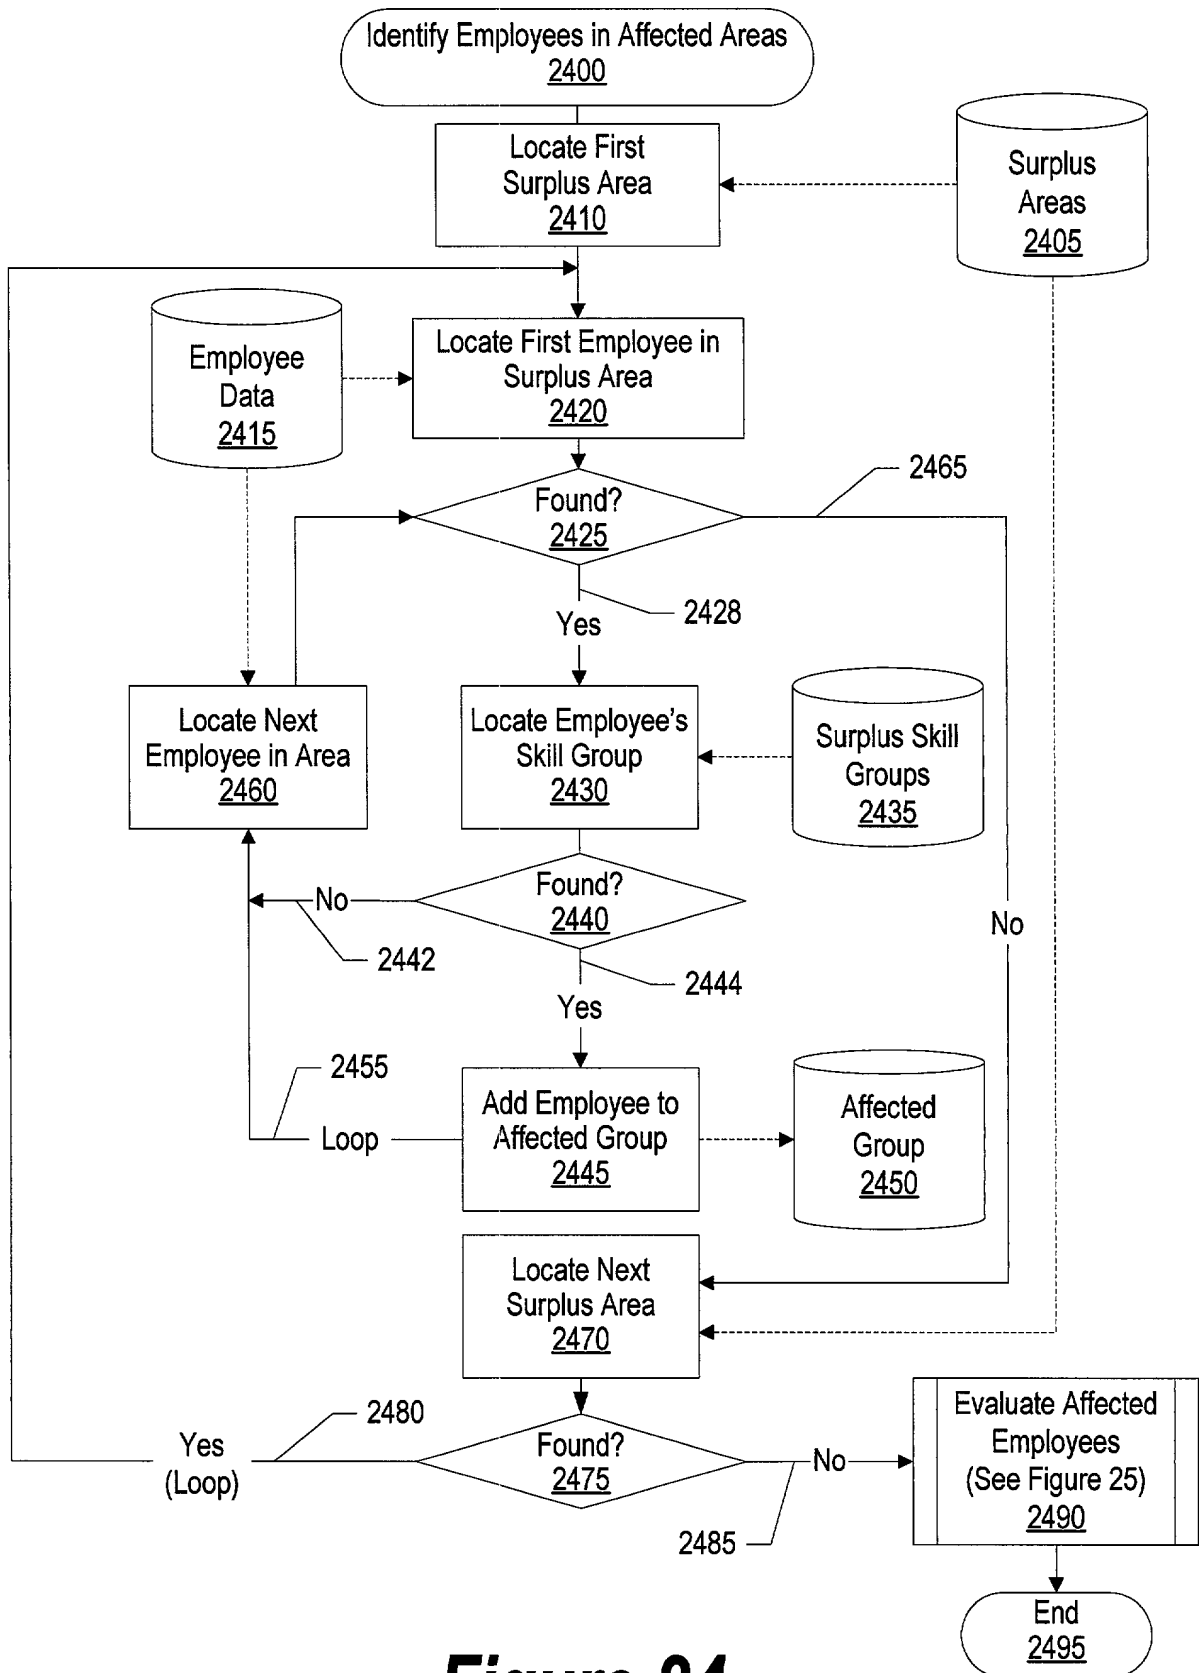 Identify Employees in Affected Areas
2400
Locate First
Surplus Area
2410
Surplus
Areas
2405
Employee
Data
2415
Locate First Employee in
Surplus Area
2420
Found?
2425
2465
2428
Yes
Locate Next
Employee in Area
2460
Locate Employee's
Skill Group
2430
Surplus Skill
Groups
2435
Found?
2440
No
2442
No
2444
Yes
2455
Loop
Add Employee to
Affected Group
2445
Affected
Group
2450
Locate Next
Surplus Area
2470
2480
Yes
(Loop)
Found?
2475
No
2485
Evaluate Affected
Employees
(See Figure 25)
2490
End
2495
Figure 24